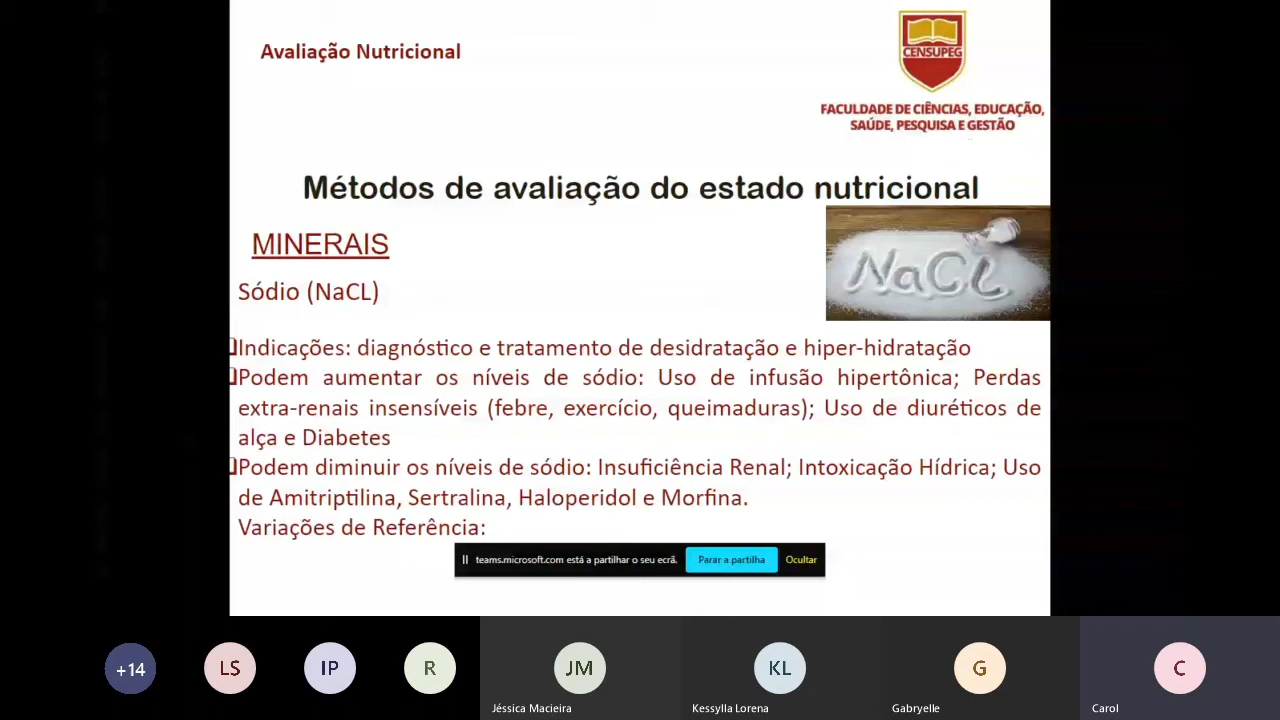 Avaliação Nutricional
CENSUPEG
FACULDADE DE CIÊNCIAS, EDUCAÇÃO,
SAÚDE, PESQUISA E GESTÃO
Métodos de avaliação do estado nutricional
MINERAIS
NaCl
Sódio (NaCL)
Indicações: diagnóstico e tratamento de desidratação e hiper-hidratação
Podem aumentar os níveis de sódio: Uso de infusão hipertônica; Perdas
extra-renais insensíveis (febre, exercício, queimaduras); Uso de diuréticos de
alça e Diabetes
Podem diminuir os níveis de sódio: Insuficiência Renal; Intoxicação Hídrica; Uso
de Amitriptilina, Sertralina, Haloperidol e Morfina.
Variações de Referência:
teams.microsoft.com está a partilhar o seu ecrã. Parar a partilha Ocultar
+14 LS IP R JM KL G C
Jéssica Macieira Kessylla Lorena Gabryelle Carol